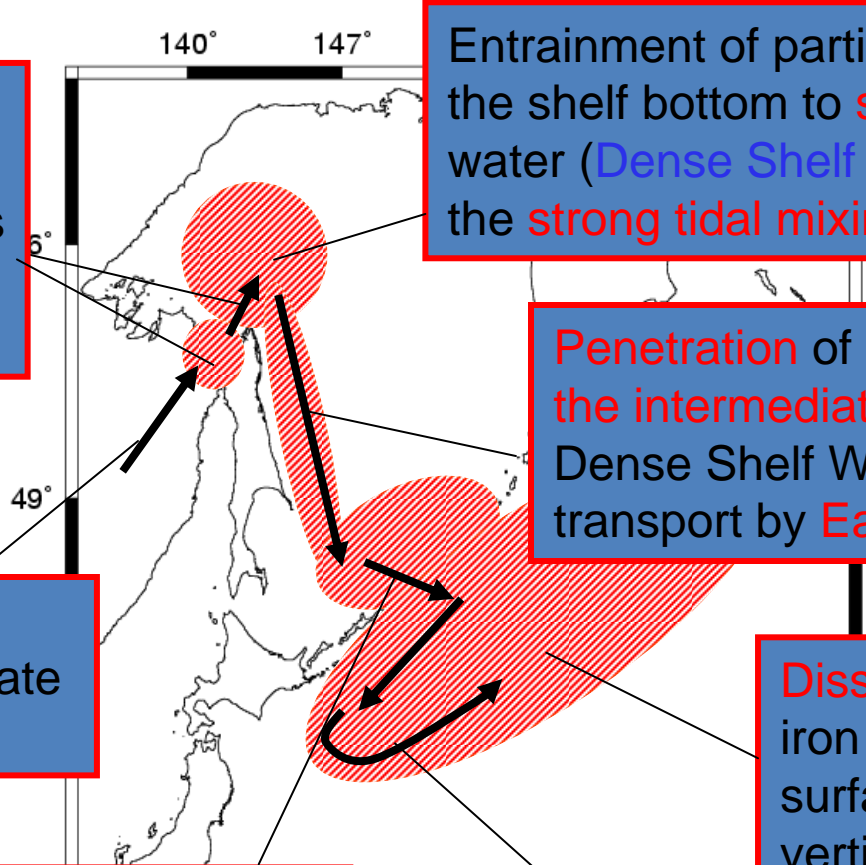 140° 147°
Entrainment of parti
the shelf bottom to s
water (Dense Shelf
the strong tidal mixi
s
6°
Penetration of
the intermediat
Dense Shelf W
transport by Ea
49°
ate
Diss
iron
surfa
verti